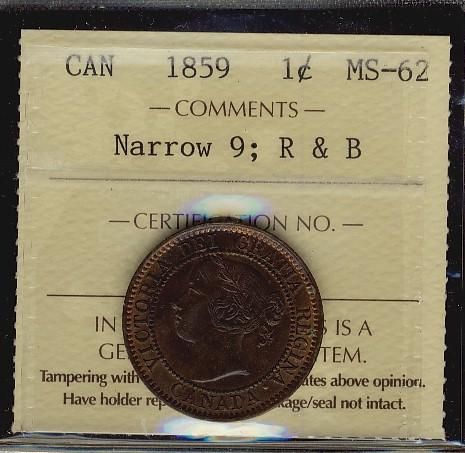 CAN 1859 1¢ MS-62
— COMMENTS —
Narrow 9; R & B
— CERTIFICATION NO. —
IN S IS A
GE TEM.
Tampering with ates above opinion.
Have holder rep kage/seal not intact.
VICTORIA DEI GRATIA REGINA
CANADA